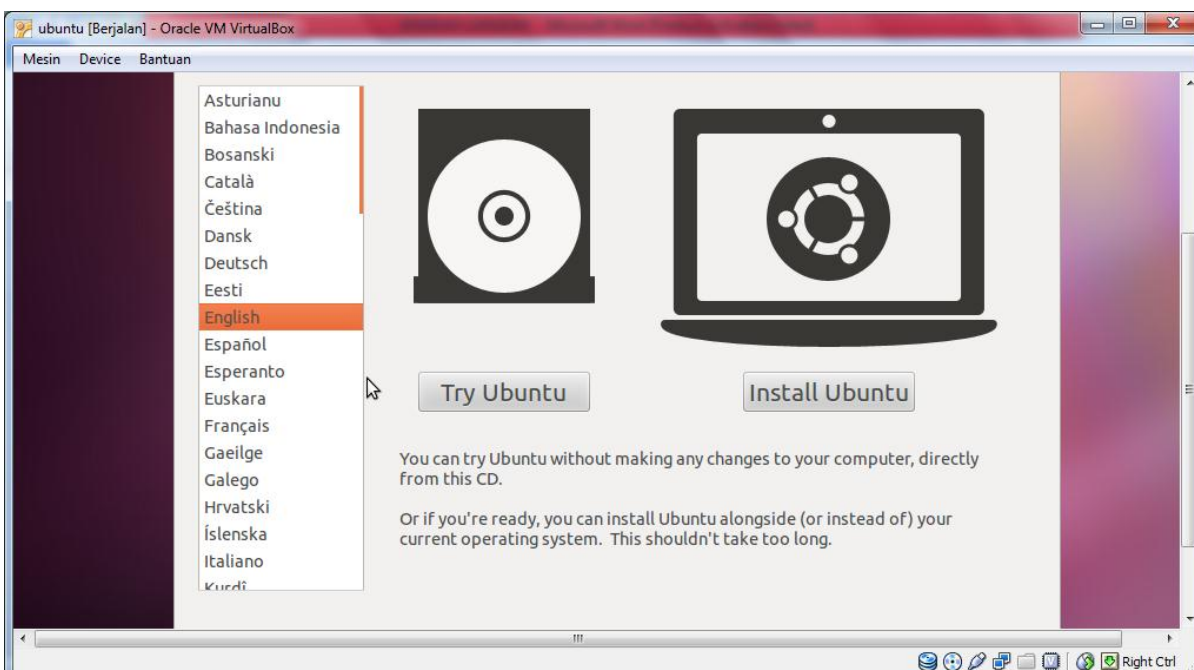 ubuntu [Berjalan] - Oracle VM VirtualBox
Mesin Device Bantuan
Asturianu
Bahasa Indonesia
Bosanski
Català
Čeština
Dansk
Deutsch
Eesti
English
Español
Esperanto
Euskara
Français
Gaeilge
Galego
Hrvatski
Íslenska
Italiano
Kurdî
Try Ubuntu
Install Ubuntu
You can try Ubuntu without making any changes to your computer, directly
from this CD.
Or if you're ready, you can install Ubuntu alongside (or instead of) your
current operating system. This shouldn't take too long.
Right Ctrl